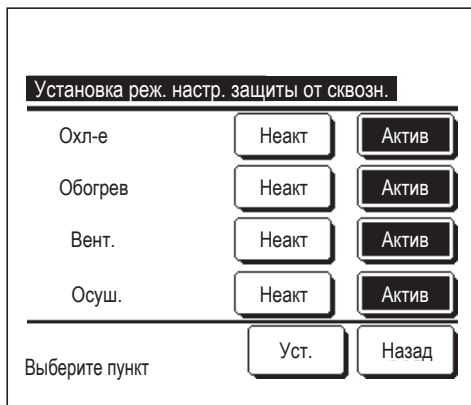 Установка реж. настр. защиты от сквозн.
Охл-е Неакт Актив
Обогрев Неакт Актив
Вент. Неакт Актив
Осуш. Неакт Актив
Уст. Назад
Выберите пункт